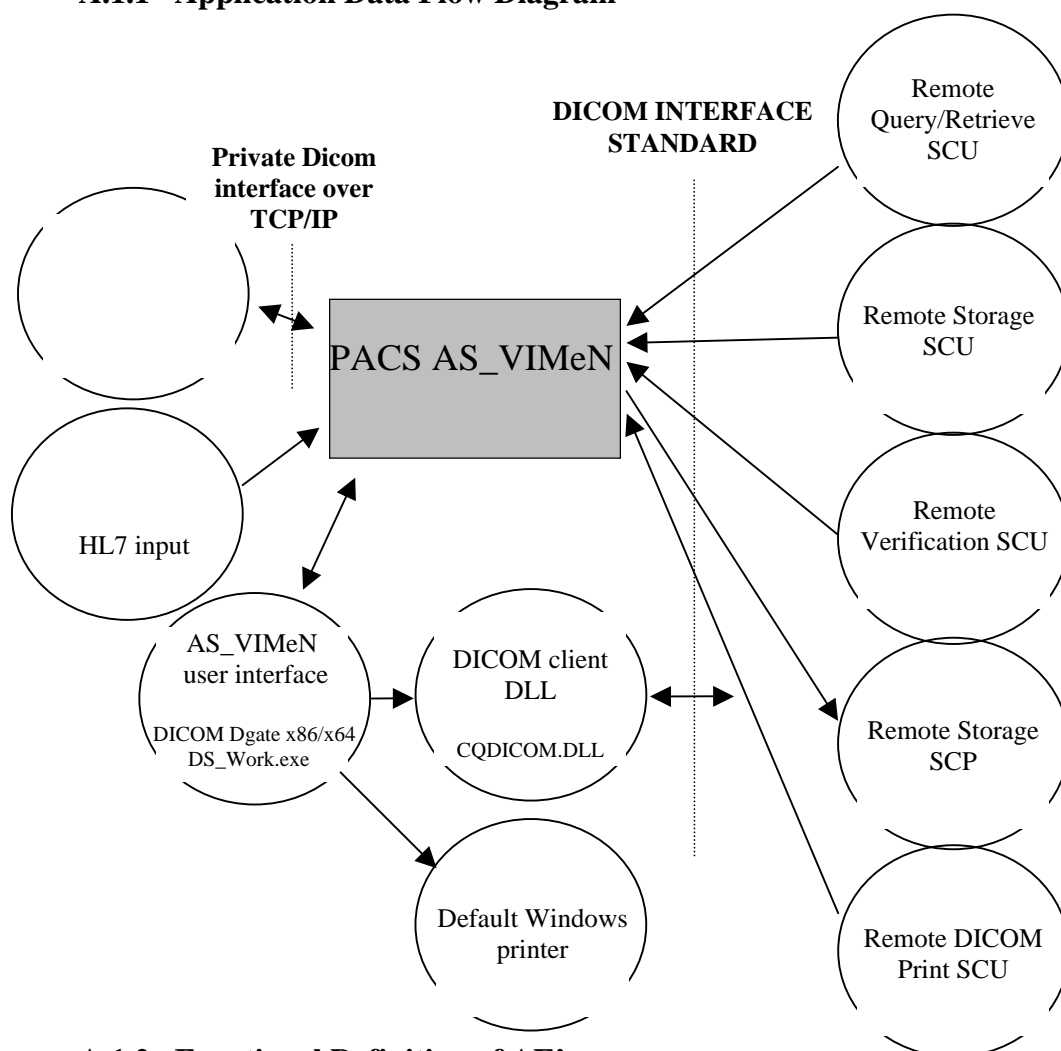 A.1.1 Application Data Flow Diagram
DICOM INTERFACE
STANDARD
Private Dicom
interface over
TCP/IP
Remote
Query/Retrieve
SCU
PACS AS_VIMeN
Remote Storage
SCU
HL7 input
Remote
Verification SCU
AS_VIMeN
user interface
DICOM Dgate x86/x64
DS_Work.exe
DICOM client
DLL
CQDICOM.DLL
Remote Storage
SCP
Default Windows
printer
Remote DICOM
Print SCU
A.1.2 Functional Definition of AE's